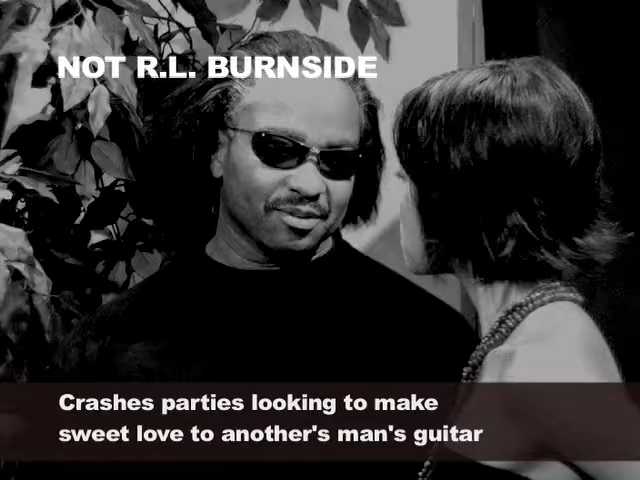 NOT R.L. BURNSIDE
Crashes parties looking to make
sweet love to another's man's guitar